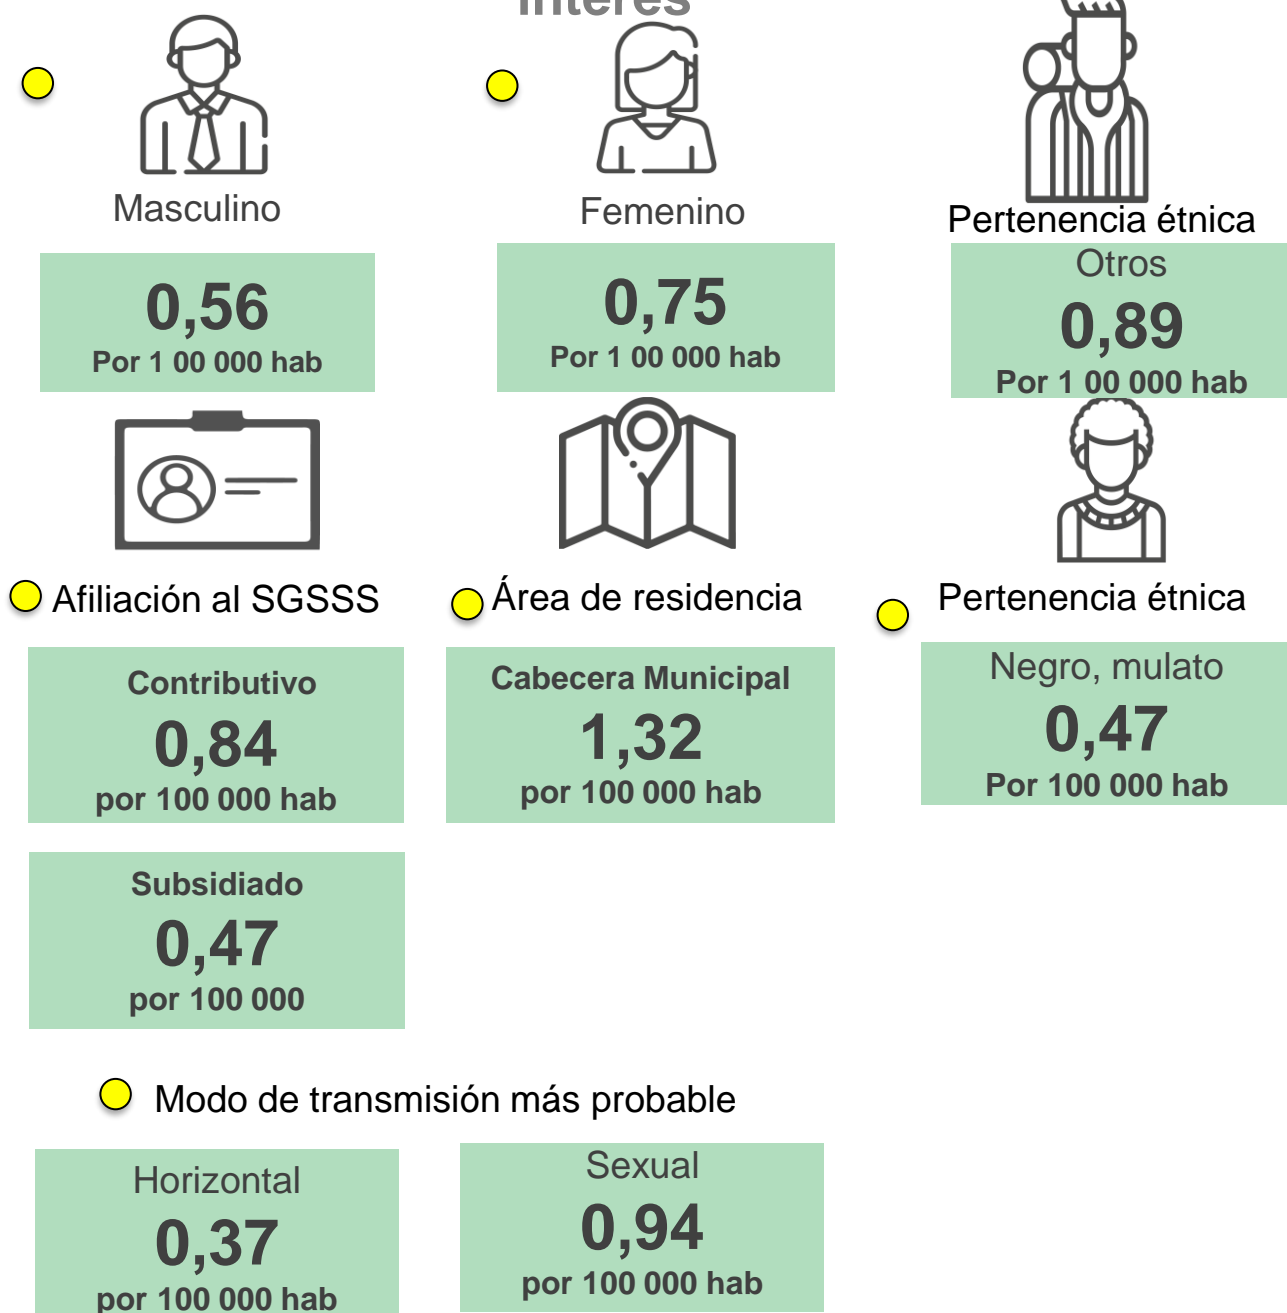 interés
Masculino
0,56
Por 1 00 000 hab
Femenino
0,75
Por 1 00 000 hab
Pertenencia étnica
Otros
0,89
Por 1 00 000 hab
Afiliación al SGSSS
Contributivo
0,84
por 100 000 hab
Subsidiado
0,47
por 100 000
Área de residencia
Cabecera Municipal
1,32
por 100 000 hab
Pertenencia étnica
Negro, mulato
0,47
Por 100 000 hab
Modo de transmisión más probable
Horizontal
0,37
por 100 000 hab
Sexual
0,94
por 100 000 hab